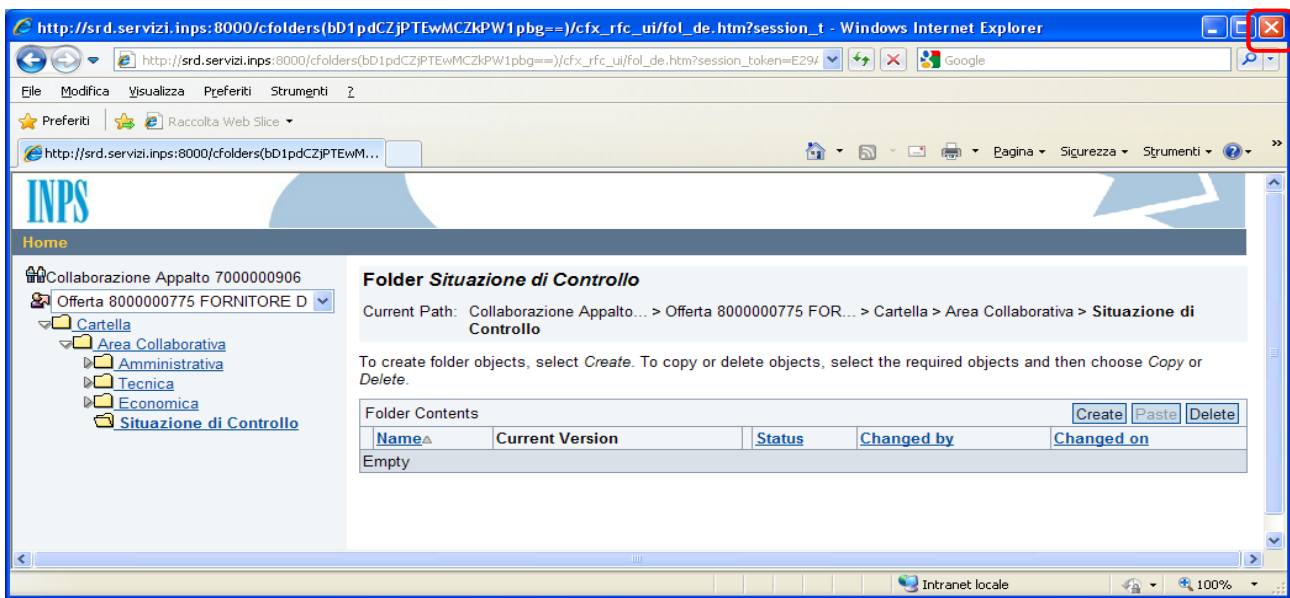 http://srd.servizi.inps:8000/cfolders(bD1pdCZjPTEwMCZkPW1pbg==)/cfx_rfc_ui/fol_de.htm?session_t - Windows Internet Explorer
http://srd.servizi.inps:8000/cfolders(bD1pdCZjPTEwMCZkPW1pbg==)/cfx_rfc_ui/fol_de.htm?session_token=E29/ Google
File Modifica Visualizza Preferiti Strumenti ?
Preferiti Raccolta Web Slice
http://srd.servizi.inps:8000/cfolders(bD1pdCZjPTEwM... Pagina Sicurezza Strumenti »
INPS
Home
Collaborazione Appalto 7000000906
Offerta 8000000775 FORNITORE D
Cartella
Area Collaborativa
Amministrativa
Tecnica
Economica
Situazione di Controllo
Folder Situazione di Controllo
Current Path: Collaborazione Appalto... > Offerta 8000000775 FOR... > Cartella > Area Collaborativa > Situazione di
Controllo
To create folder objects, select Create. To copy or delete objects, select the required objects and then choose Copy or
Delete.
Folder Contents Create Paste Delete
Name Current Version Status Changed by Changed on
Empty
Intranet locale 100%